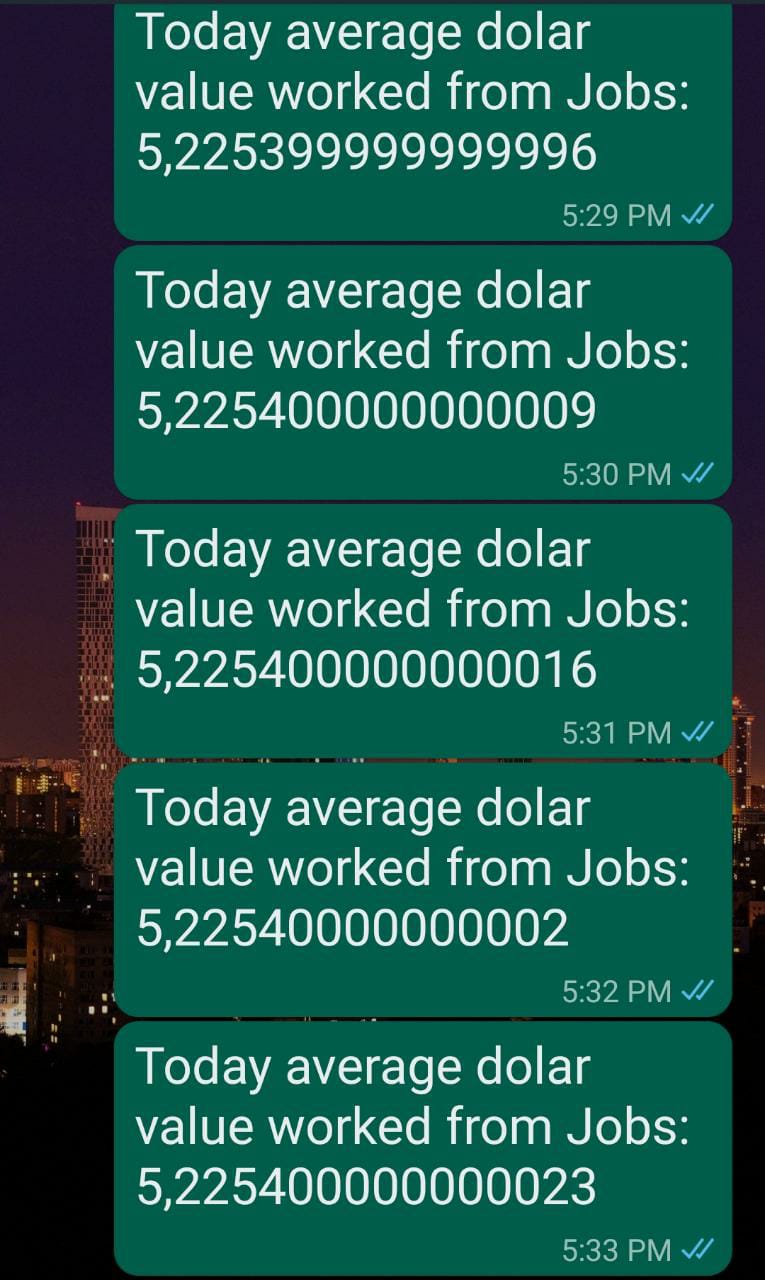 Today average dolar
value worked from Jobs:
5,225399999999996
5:29 PM
Today average dolar
value worked from Jobs:
5,225400000000009
5:30 PM
Today average dolar
value worked from Jobs:
5,225400000000016
5:31 PM
Today average dolar
value worked from Jobs:
5,22540000000002
5:32 PM
Today average dolar
value worked from Jobs:
5,225400000000023
5:33 PM